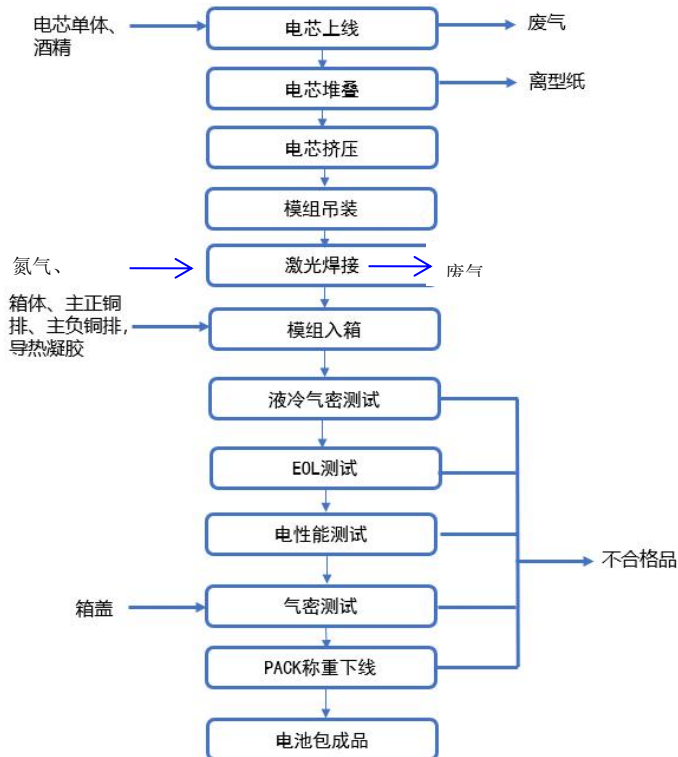 电芯单体、
酒精
电芯上线
废气
电芯堆叠
离型纸
电芯挤压
模组吊装
氮气、
激光焊接
废气
箱体、主正铜
排、主负铜排,
导热凝胶
模组入箱
液冷气密测试
EOL测试
电性能测试
不合格品
箱盖
气密测试
PACK称重下线
电池包成品